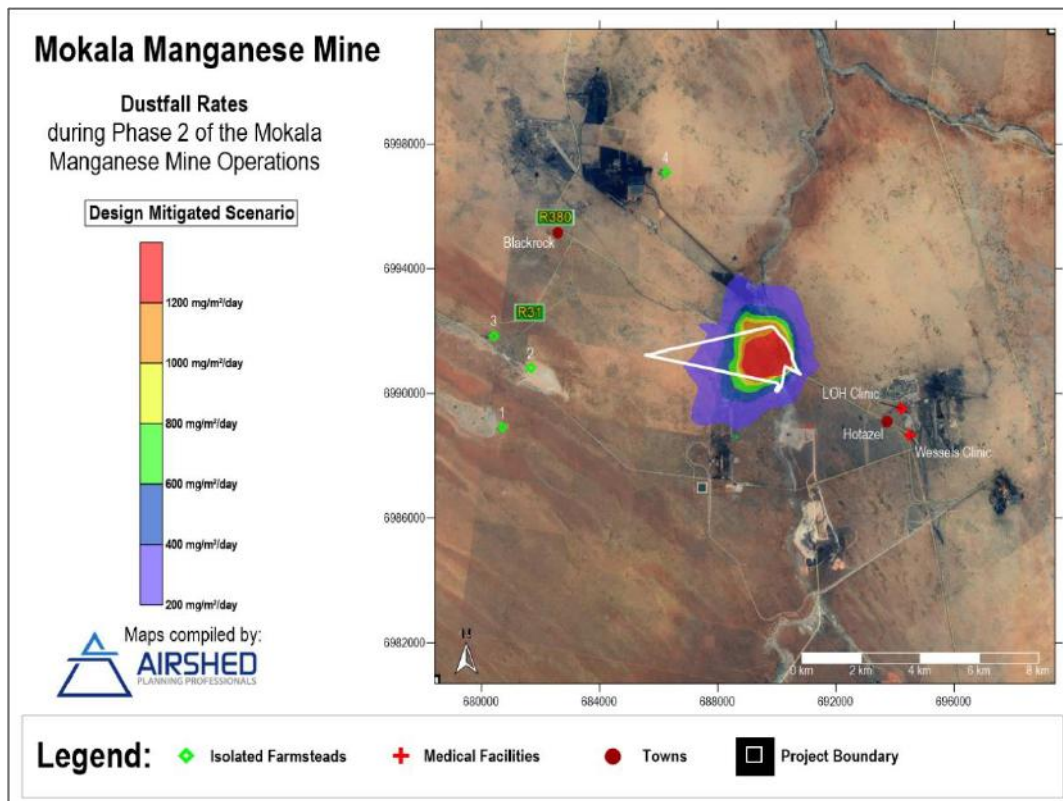 Mokala Manganese Mine
Dustfall Rates
during Phase 2 of the Mokala
Manganese Mine Operations
Design Mitigated Scenario
1200 mg/m²/day
1000 mg/m²/day
800 mg/m²/day
600 mg/m²/day
400 mg/m²/day
200 mg/m²/day
Maps compiled by:
AIRSHED
PLANNING PROFESSIONALS
6998000
6994000
6990000
6986000
6982000
4
R380
Blackrock
R31
3
2
1
LOH Clinic
Hotazel
Wessels Clinic
N
0 km 2 km 4 km 6 km 8 km
680000 684000 688000 692000 696000
Legend: Isolated Farmsteads Medical Facilities Towns Project Boundary